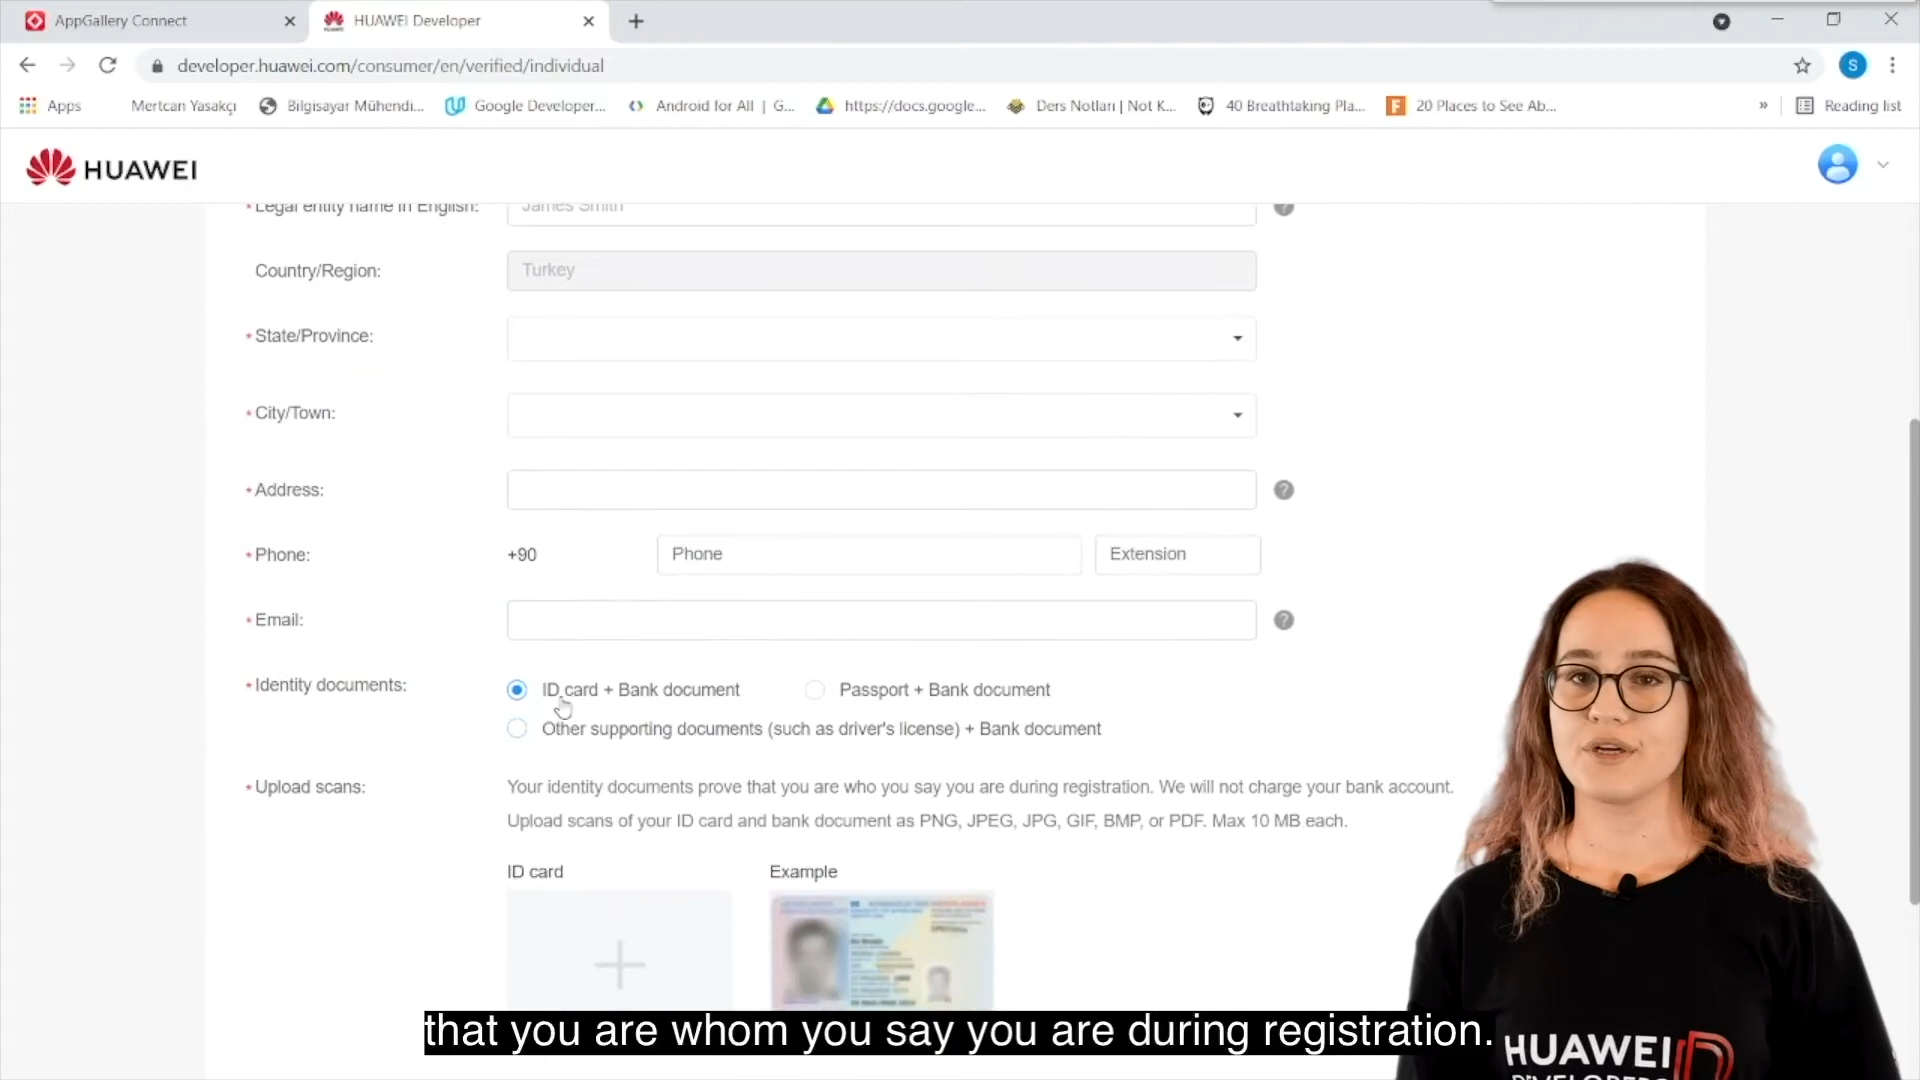 AppGallery Connect
HUAWEI Developer
developer.huawei.com/consumer/en/verified/individual
S
Apps
Mertcan Yasakçı
Bilgisayar Mühendi...
Google Developer...
Android for All | G...
https://docs.google...
Ders Notları | Not K...
40 Breathtaking Pla...
20 Places to See Ab...
»
Reading list
HUAWEI
*Legal entity name in English:
James Smith
?
Country/Region:
Turkey
*State/Province:
*City/Town:
*Address:
?
*Phone:
+90
Phone
Extension
*Email:
?
*Identity documents:
ID card + Bank document
Passport + Bank document
Other supporting documents (such as driver's license) + Bank document
*Upload scans:
Your identity documents prove that you are who you say you are during registration. We will not charge your bank account.
Upload scans of your ID card and bank document as PNG, JPEG, JPG, GIF, BMP, or PDF. Max 10 MB each.
ID card
Example
that you are whom you say you are during registration.
HUAWEI
DEVELOPERS